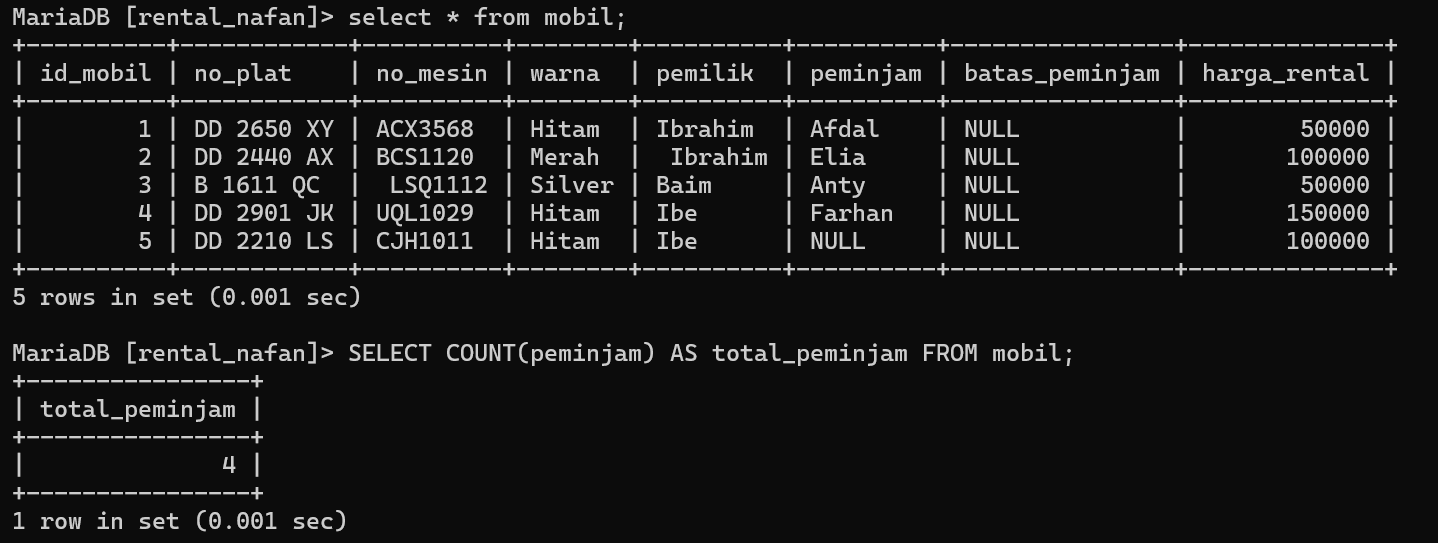 MariaDB [rental_nafan]> select * from mobil;
+----------+------------+----------+--------+----------+----------+----------------+--------------+
| id_mobil | no_plat    | no_mesin | warna  | pemilik  | peminjam | batas_peminjam | harga_rental |
+----------+------------+----------+--------+----------+----------+----------------+--------------+
|        1 | DD 2650 XY | ACX3568  | Hitam  | Ibrahim  | Afdal    | NULL           |        50000 |
|        2 | DD 2440 AX | BCS1120  | Merah  |  Ibrahim | Elia     | NULL           |       100000 |
|        3 | B 1611 QC  |  LSQ1112 | Silver | Baim     | Anty     | NULL           |        50000 |
|        4 | DD 2901 JK | UQL1029  | Hitam  | Ibe      | Farhan   | NULL           |       150000 |
|        5 | DD 2210 LS | CJH1011  | Hitam  | Ibe      | NULL     | NULL           |       100000 |
+----------+------------+----------+--------+----------+----------+----------------+--------------+
5 rows in set (0.001 sec)

MariaDB [rental_nafan]> SELECT COUNT(peminjam) AS total_peminjam FROM mobil;
+----------------+
| total_peminjam |
+----------------+
|              4 |
+----------------+
1 row in set (0.001 sec)